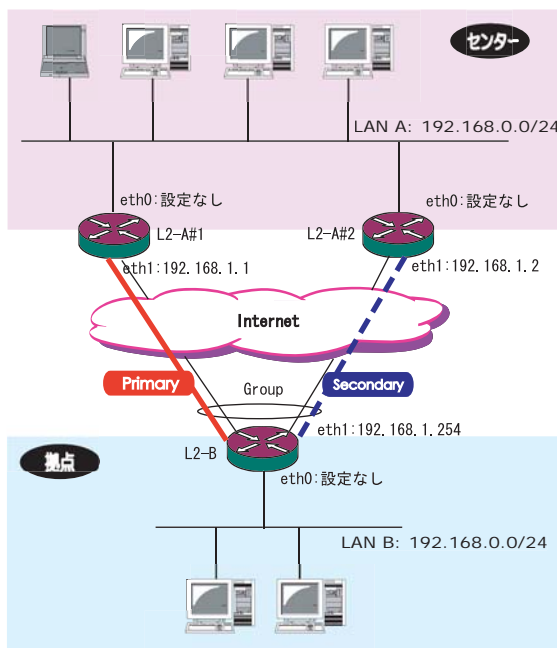 センター
LAN A: 192.168.0.0/24
eth0:設定なし
eth0:設定なし
L2-A#1
L2-A#2
eth1:192.168.1.1
eth1:192.168.1.2
Internet
Primary
Group
Secondary
eth1:192.168.1.254
拠点
L2-B
eth0:設定なし
LAN B: 192.168.0.0/24